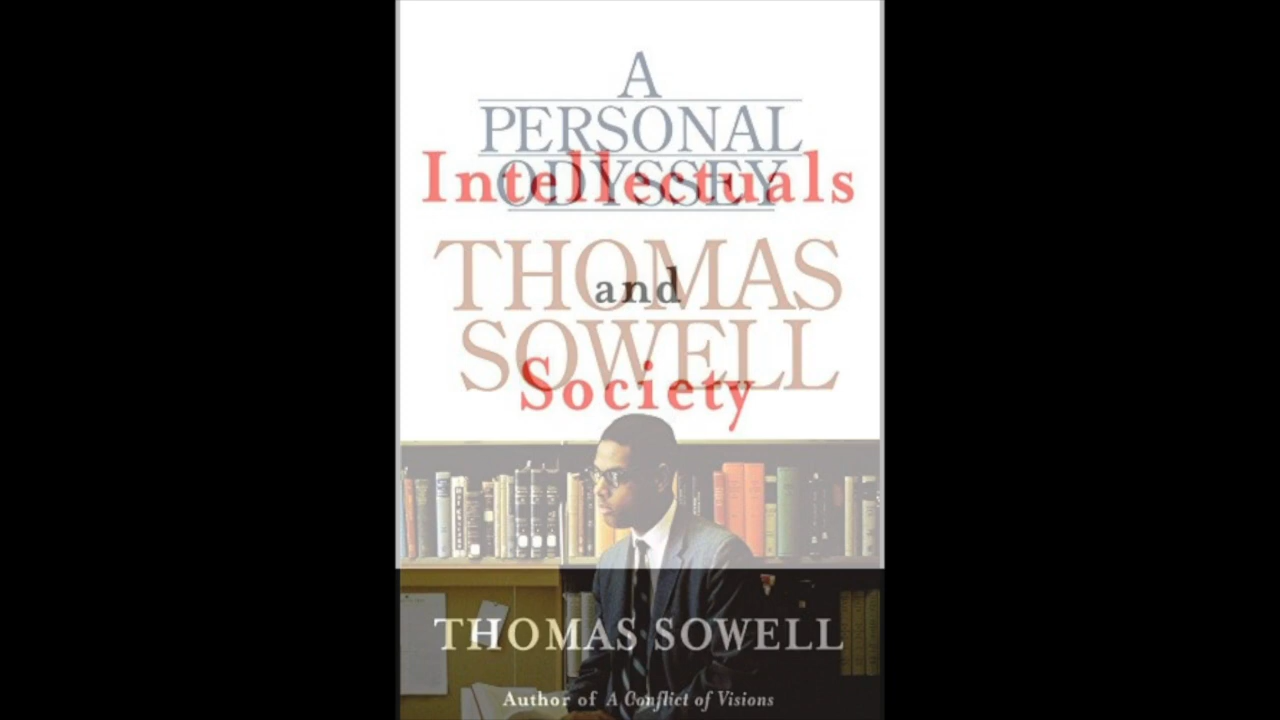 A
PERSONAL
ODYSSEY
Intellectuals
THOMAS
and
SOWELL
Society
THOMAS SOWELL
Author of A Conflict of Visions